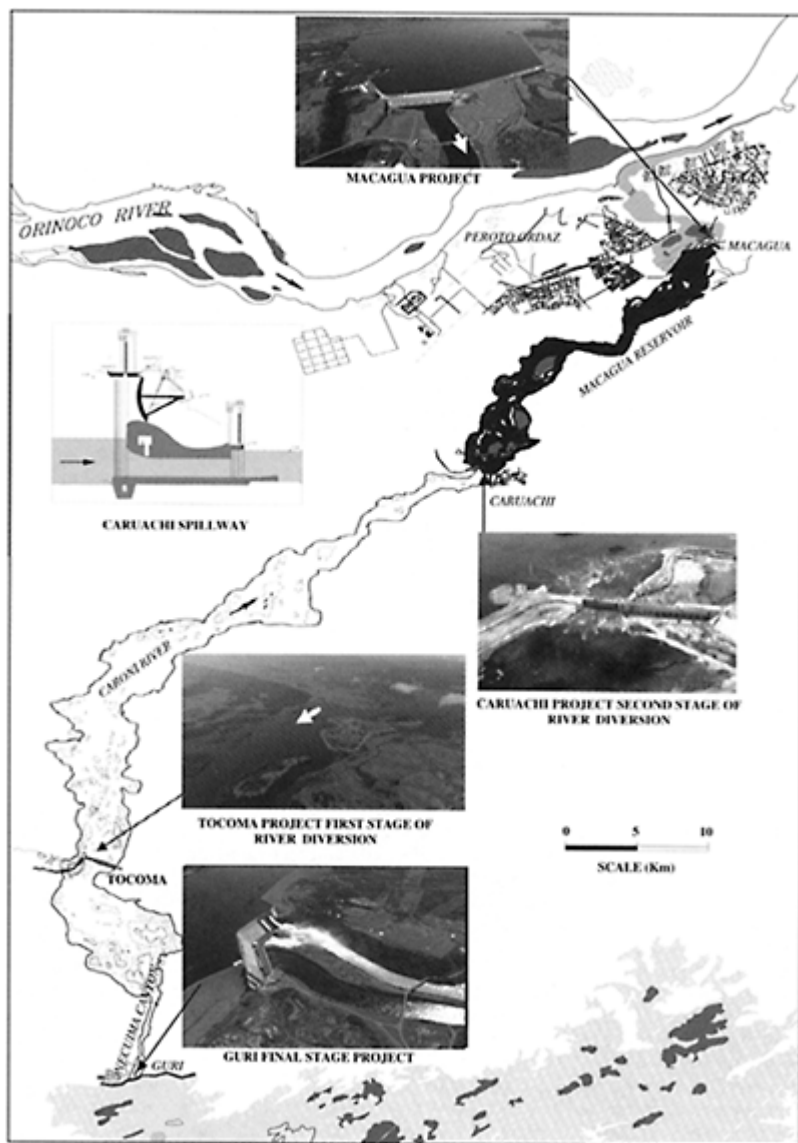 MACAGUA PROJECT
ORINOCO RIVER
PEROTO ORDAZ
MACAGUA
MACAGUA RESERVOIR
CARUACHI SPILLWAY
CARUACHI
CARONI RIVER
CARUACHI PROJECT SECOND STAGE OF
RIVER DIVERSION
TOCOMA PROJECT FIRST STAGE OF
RIVER DIVERSION
0 5 10
SCALE (Km)
TOCOMA
NECUIMA CANYON
GURI
GURI FINAL STAGE PROJECT